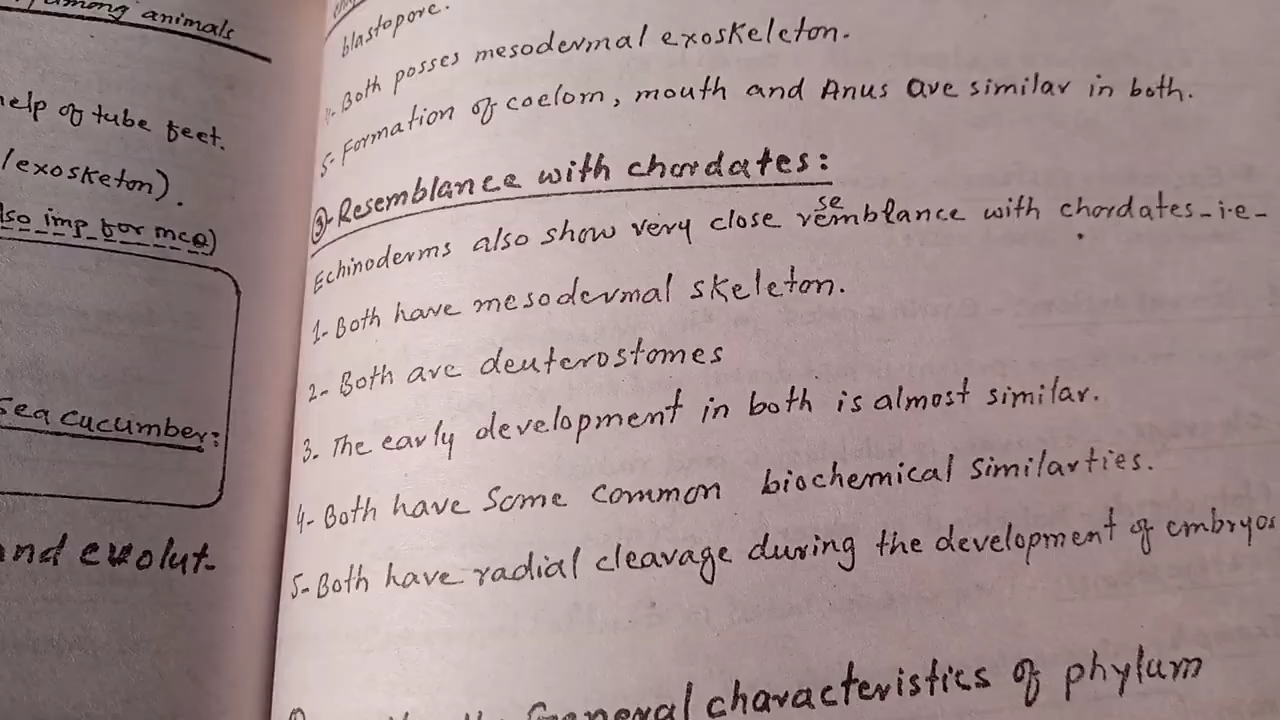 among animals
help of tube feet.
/exosketon).
also imp for mcq)
Sea cucumber:
and evolut-
blastopore.
4- Both posses mesodermal exoskeleton.
5- Formation of coelom, mouth and Anus are similar in both.
③- Resemblance with chordates:
Echinoderms also show very close resemblance with chordates-i-e-
1- Both have mesodermal skeleton.
2- Both are deuterostomes
3- The early development in both is almost similar.
4- Both have some common biochemical similarties.
5- Both have radial cleavage during the development of embryos
General characteristics of phylum